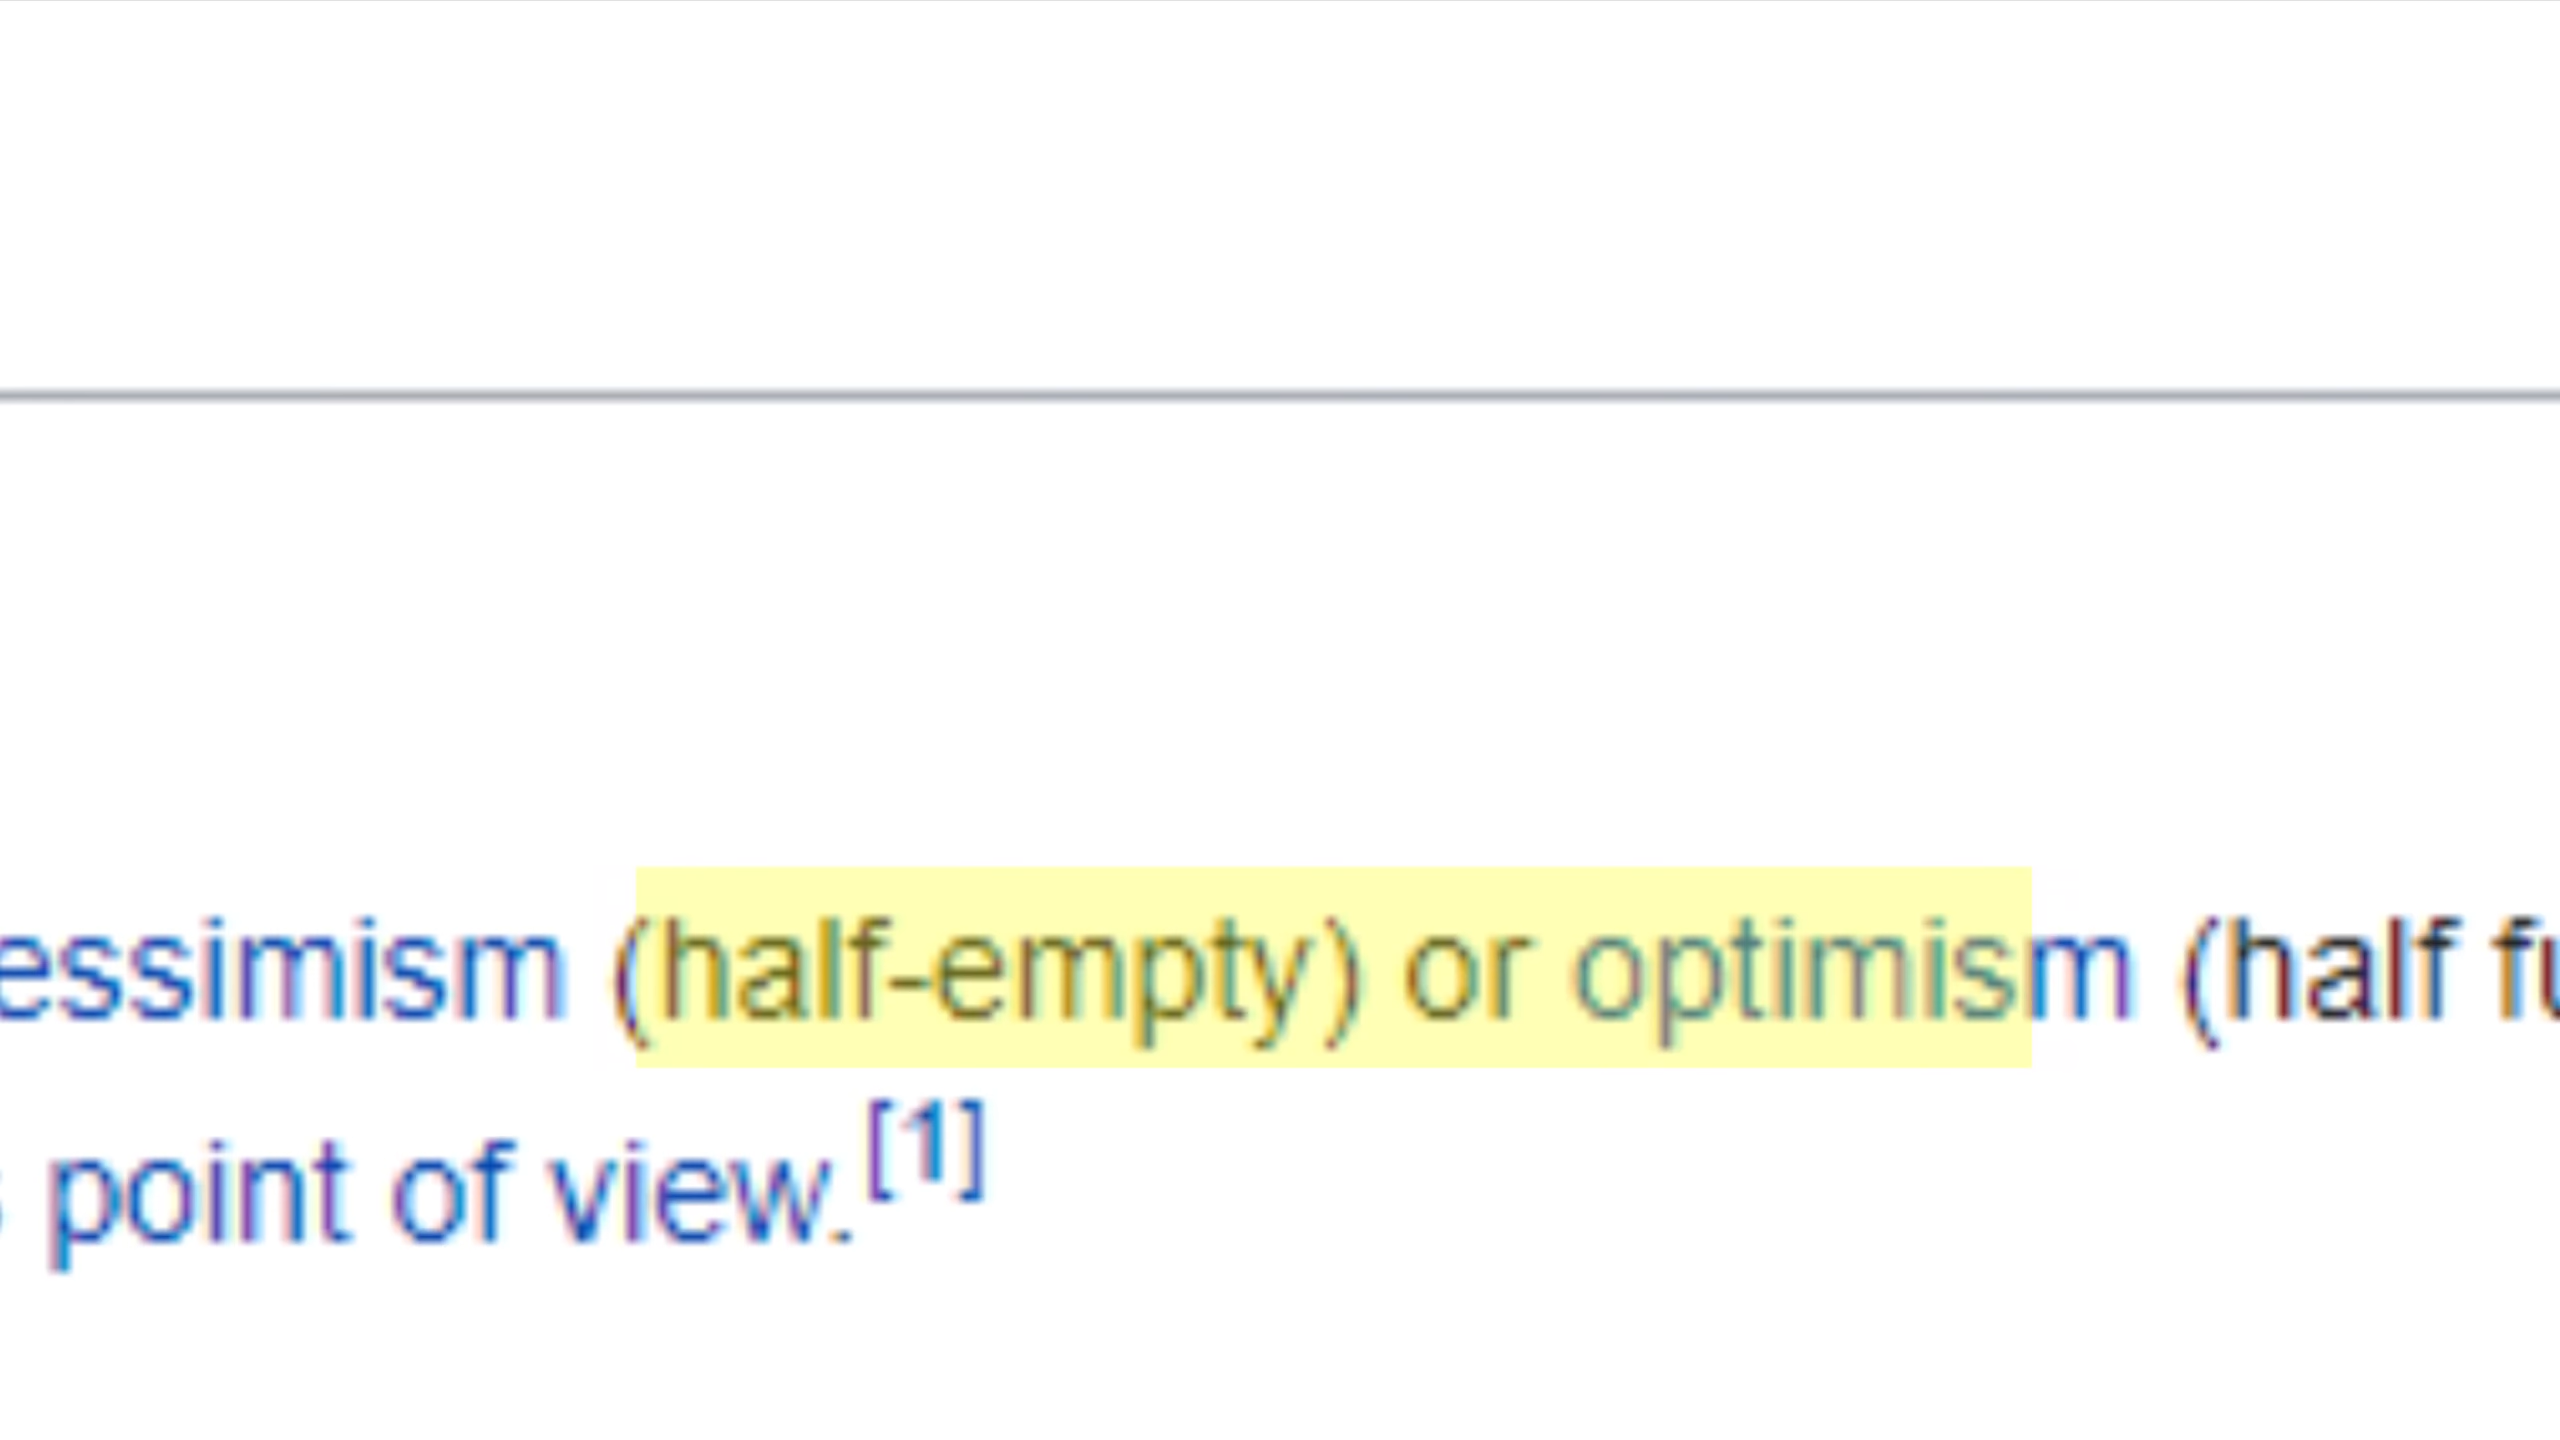 essimism (half-empty) or optimism (half fu
point of view.[1]